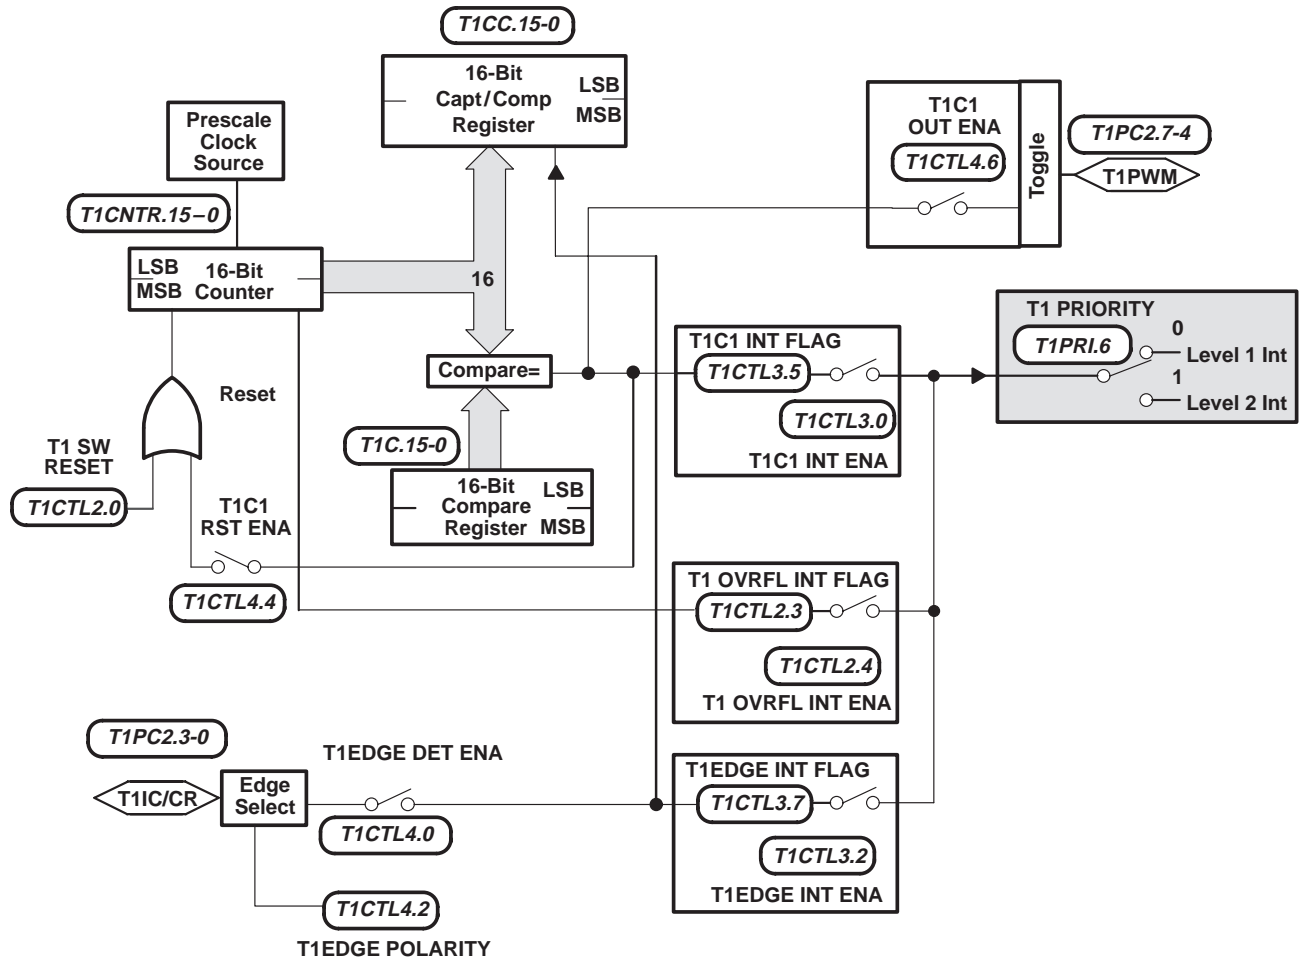 T1CC.15-0
16-Bit
Capt/Comp
Register
LSB
MSB
Prescale
Clock
Source
T1CNTR.15–0
LSB
MSB
16-Bit
Counter
16
T1C1
OUT ENA
T1CTL4.6
Toggle
T1PC2.7-4
T1PWM
Compare=
T1C.15-0
16-Bit
Compare
Register
LSB
MSB
Reset
T1 SW
RESET
T1CTL2.0
T1C1
RST ENA
T1CTL4.4
T1C1 INT FLAG
T1CTL3.5
T1CTL3.0
T1C1 INT ENA
T1 PRIORITY
T1PRI.6
0
Level 1 Int
1
Level 2 Int
T1 OVRFL INT FLAG
T1CTL2.3
T1CTL2.4
T1 OVRFL INT ENA
T1PC2.3-0
T1IC/CR
Edge
Select
T1EDGE DET ENA
T1CTL4.0
T1CTL4.2
T1EDGE POLARITY
T1EDGE INT FLAG
T1CTL3.7
T1CTL3.2
T1EDGE INT ENA